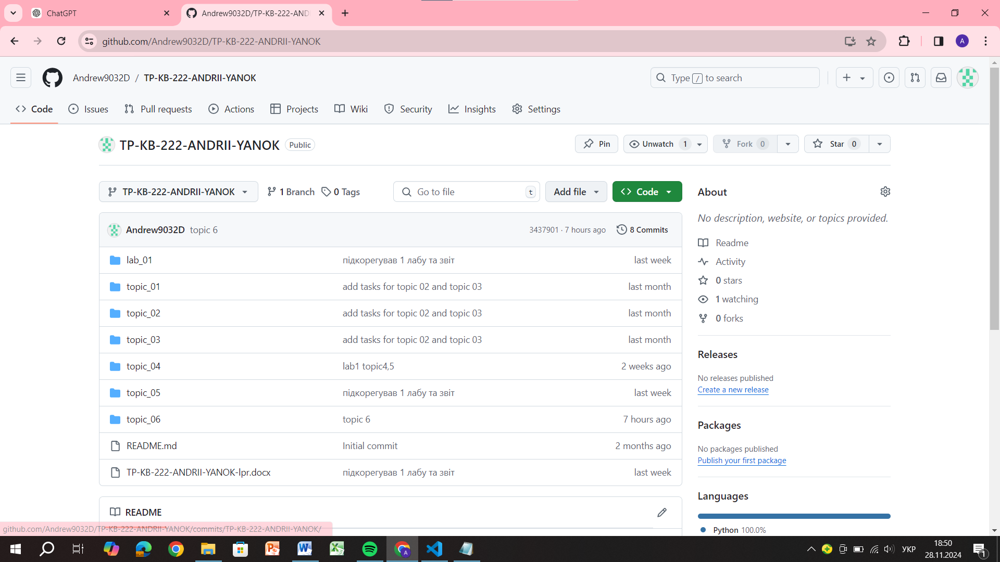 ChatGPT
Andrew9032D/TP-KB-222-AND
github.com/Andrew9032D/TP-KB-222-ANDRII-YANOK
A
Andrew9032D / TP-KB-222-ANDRII-YANOK
Type / to search
Code Issues Pull requests Actions Projects Wiki Security Insights Settings
TP-KB-222-ANDRII-YANOK Public
Pin Unwatch 1 Fork 0 Star 0
TP-KB-222-ANDRII-YANOK 1 Branch 0 Tags Go to file t Add file Code
About
No description, website, or topics provided.
Andrew9032D topic 6 3437901 · 7 hours ago 8 Commits
Readme
lab_01 підкорегував 1 лабу та звіт last week
Activity
0 stars
topic_01 add tasks for topic 02 and topic 03 last month
1 watching
topic_02 add tasks for topic 02 and topic 03 last month
0 forks
topic_03 add tasks for topic 02 and topic 03 last month
Releases
topic_04 lab1 topic4,5 2 weeks ago
No releases published
Create a new release
topic_05 підкорегував 1 лабу та звіт last week
topic_06 topic 6 7 hours ago
Packages
README.md Initial commit 2 months ago
No packages published
Publish your first package
TP-KB-222-ANDRII-YANOK-lpr.docx підкорегував 1 лабу та звіт last week
Languages
README
Python 100.0%
github.com/Andrew9032D/TP-KB-222-ANDRII-YANOK/commits/TP-KB-222-ANDRII-YANOK/
УКР
18:50
28.11.2024
1